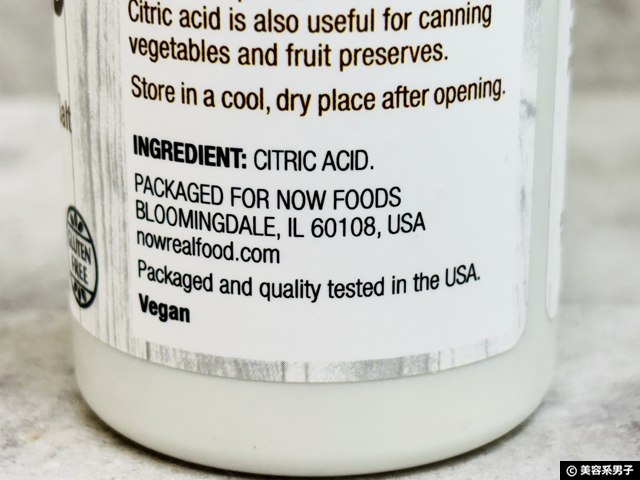 Citric acid is also useful for canning
vegetables and fruit preserves.
Store in a cool, dry place after opening.
INGREDIENT: CITRIC ACID.
PACKAGED FOR NOW FOODS
BLOOMINGDALE, IL 60108, USA
nowrealfood.com
Packaged and quality tested in the USA.
Vegan
GLUTEN
FREE
© 美容系男子